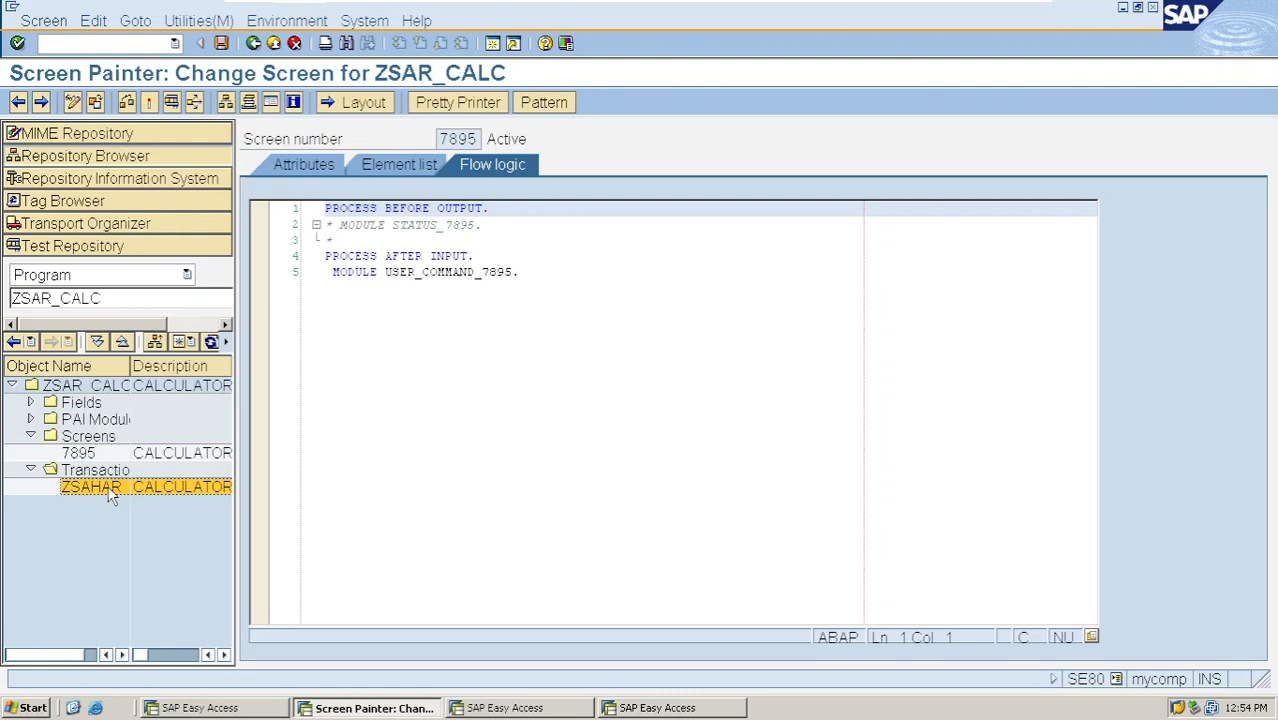 Screen Edit Goto Utilities(M) Environment System Help
SAP
Screen Painter: Change Screen for ZSAR_CALC
Layout Pretty Printer Pattern
MIME Repository
Repository Browser
Repository Information System
Tag Browser
Transport Organizer
Test Repository
Program
ZSAR_CALC
Object Name Description
ZSAR_CALC CALCULATOR
Fields
PAI Modul
Screens
7895 CALCULATOR
Transactio
ZSAHAR CALCULATOR
Screen number 7895 Active
Attributes Element list Flow logic
1 PROCESS BEFORE OUTPUT.
2 * MODULE STATUS_7895.
3 *
4 PROCESS AFTER INPUT.
5 MODULE USER_COMMAND_7895.
ABAP Ln 1 Col 1 C NU
SE80 mycomp INS
Start SAP Easy Access Screen Painter: Chan... SAP Easy Access SAP Easy Access 12:54 PM